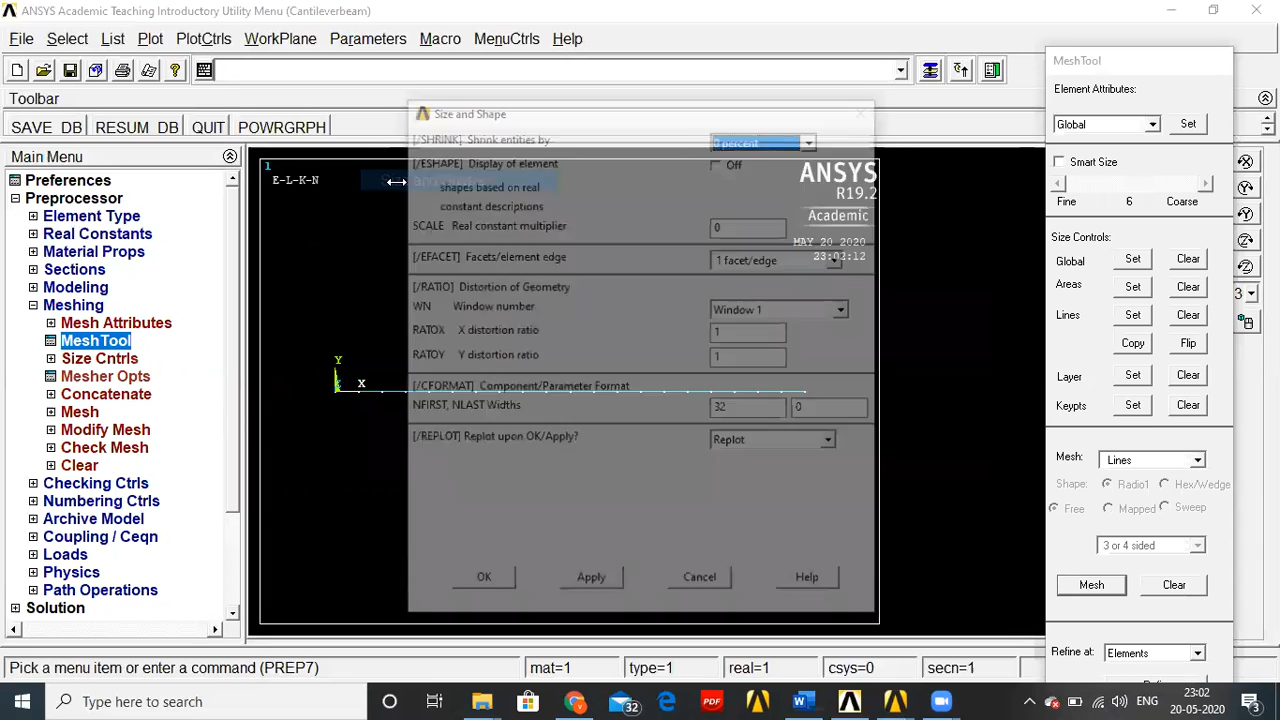 ANSYS Academic Teaching Introductory Utility Menu (Cantileverbeam)
File Select List Plot PlotCtrls WorkPlane Parameters Macro MenuCtrls Help
Toolbar
SAVE_DB RESUM_DB QUIT POWRGRPH
Main Menu
Preferences
Preprocessor
Element Type
Real Constants
Material Props
Sections
Modeling
Meshing
Mesh Attributes
MeshTool
Size Cntrls
Mesher Opts
Concatenate
Mesh
Modify Mesh
Check Mesh
Clear
Checking Ctrls
Numbering Ctrls
Archive Model
Coupling / Ceqn
Loads
Physics
Path Operations
Solution
1
E-L-K-N
Y
X
ANSYS
R19.2
Academic
MAY 20 2020
23:02:12
Size and Shape
[/SHRINK] Shrink entities by 0 percent
[/ESHAPE] Display of element Off
shapes based on real
constant descriptions
SCALE Real constant multiplier 0
[/EFACET] Facets/element edge 1 facet/edge
[/RATIO] Distortion of Geometry
WN Window number Window 1
RATOX X distortion ratio 1
RATOY Y distortion ratio 1
[/CFORMAT] Component/Parameter Format
NFIRST, NLAST Widths 32 0
[/REPLOT] Replot upon OK/Apply? Replot
OK Apply Cancel Help
MeshTool
Element Attributes:
Global Set
Smart Size
Fine 6 Coarse
Size Controls:
Global Set Clear
Areas Set Clear
Lines Set Clear
Copy Flip
Layer Set Clear
Keypts Set Clear
Mesh: Lines
Shape: Radio1 Hex/Wedge
Free Mapped Sweep
3 or 4 sided
Mesh Clear
Refine at: Elements
3
Pick a menu item or enter a command (PREP7) mat=1 type=1 real=1 csys=0 secn=1
Type here to search
32
PDF
ENG
23:02
20-05-2020
3